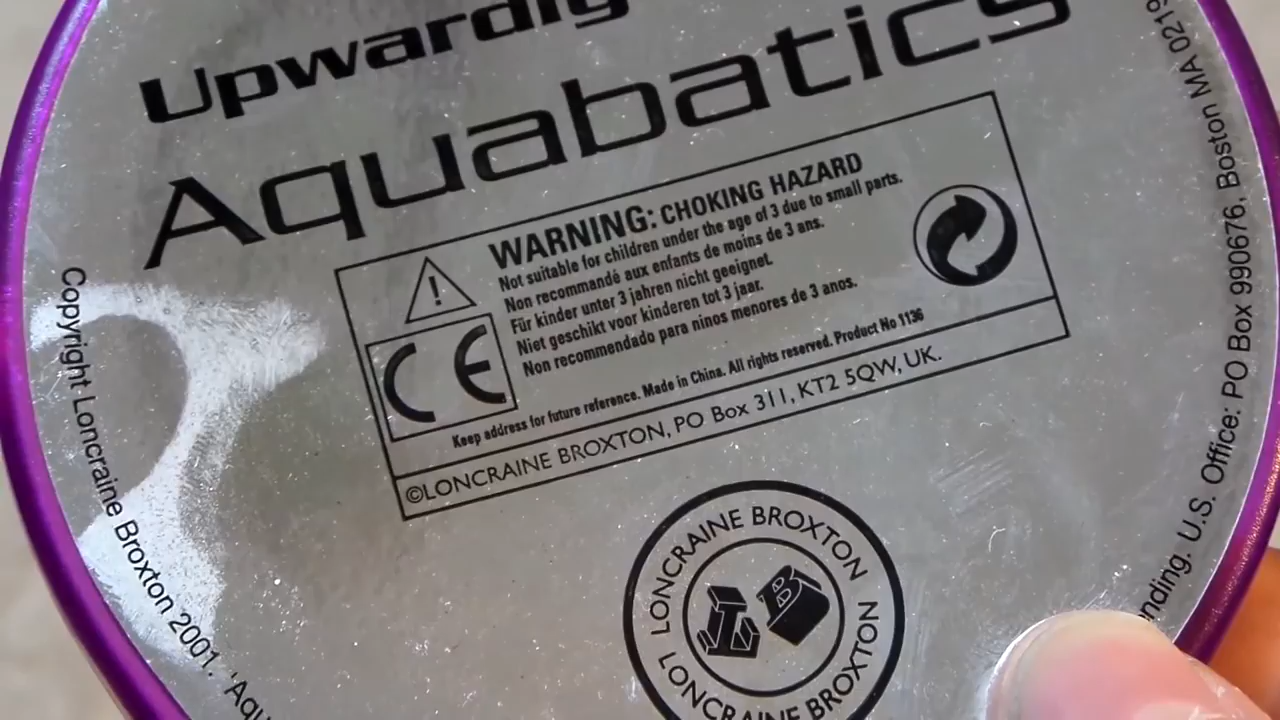 Upwardly
Aquabatics
WARNING: CHOKING HAZARD
Not suitable for children under the age of 3 due to small parts.
Non recommandé aux enfants de moins de 3 ans.
Für kinder unter 3 jahren nicht geeignet.
Niet geschikt voor kinderen tot 3 jaar.
Non recommendado para ninos menores de 3 anos.
CE
Keep address for future reference. Made in China. All rights reserved. Product No 1136
©LONCRAINE BROXTON, PO Box 311, KT2 5QW, UK.
LONCRAINE BROXTON
LB
LONCRAINE BROXTON
Copyright Loncraine Broxton 2001. 'Aqu
nding. U.S. Office: PO Box 990676, Boston MA 0219